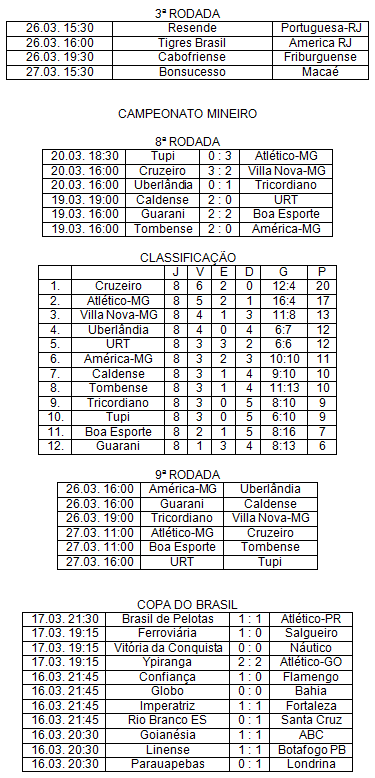 3ª RODADA
26.03. 15:30 Resende Portuguesa-RJ
26.03. 16:00 Tigres Brasil America RJ
26.03. 19:30 Cabofriense Friburguense
27.03. 15:30 Bonsucesso Macaé
CAMPEONATO MINEIRO
8ª RODADA
20.03. 18:30 Tupi 0 : 3 Atlético-MG
20.03. 16:00 Cruzeiro 3 : 2 Villa Nova-MG
20.03. 16:00 Uberlândia 0 : 1 Tricordiano
19.03. 19:00 Caldense 2 : 0 URT
19.03. 16:00 Guarani 2 : 2 Boa Esporte
19.03. 16:00 Tombense 2 : 0 América-MG
CLASSIFICAÇÃO
J V E D G P
1. Cruzeiro 8 6 2 0 12:4 20
2. Atlético-MG 8 5 2 1 16:4 17
3. Villa Nova-MG 8 4 1 3 11:8 13
4. Uberlândia 8 4 0 4 6:7 12
5. URT 8 3 3 2 6:6 12
6. América-MG 8 3 2 3 10:10 11
7. Caldense 8 3 1 4 9:10 10
8. Tombense 8 3 1 4 11:13 10
9. Tricordiano 8 3 0 5 8:10 9
10. Tupi 8 3 0 5 6:10 9
11. Boa Esporte 8 2 1 5 8:16 7
12. Guarani 8 1 3 4 8:13 6
9ª RODADA
26.03. 16:00 América-MG Uberlândia
26.03. 16:00 Guarani Caldense
26.03. 19:00 Tricordiano Villa Nova-MG
27.03. 11:00 Atlético-MG Cruzeiro
27.03. 11:00 Boa Esporte Tombense
27.03. 16:00 URT Tupi
COPA DO BRASIL
17.03. 21:30 Brasil de Pelotas 1 : 1 Atlético-PR
17.03. 19:15 Ferroviária 1 : 0 Salgueiro
17.03. 19:15 Vitória da Conquista 0 : 0 Náutico
17.03. 19:15 Ypiranga 2 : 2 Atlético-GO
16.03. 21:45 Confiança 1 : 0 Flamengo
16.03. 21:45 Globo 0 : 0 Bahia
16.03. 21:45 Imperatriz 1 : 1 Fortaleza
16.03. 21:45 Rio Branco ES 0 : 1 Santa Cruz
16.03. 20:30 Goianésia 1 : 1 ABC
16.03. 20:30 Linense 1 : 1 Botafogo PB
16.03. 20:30 Parauapebas 0 : 1 Londrina